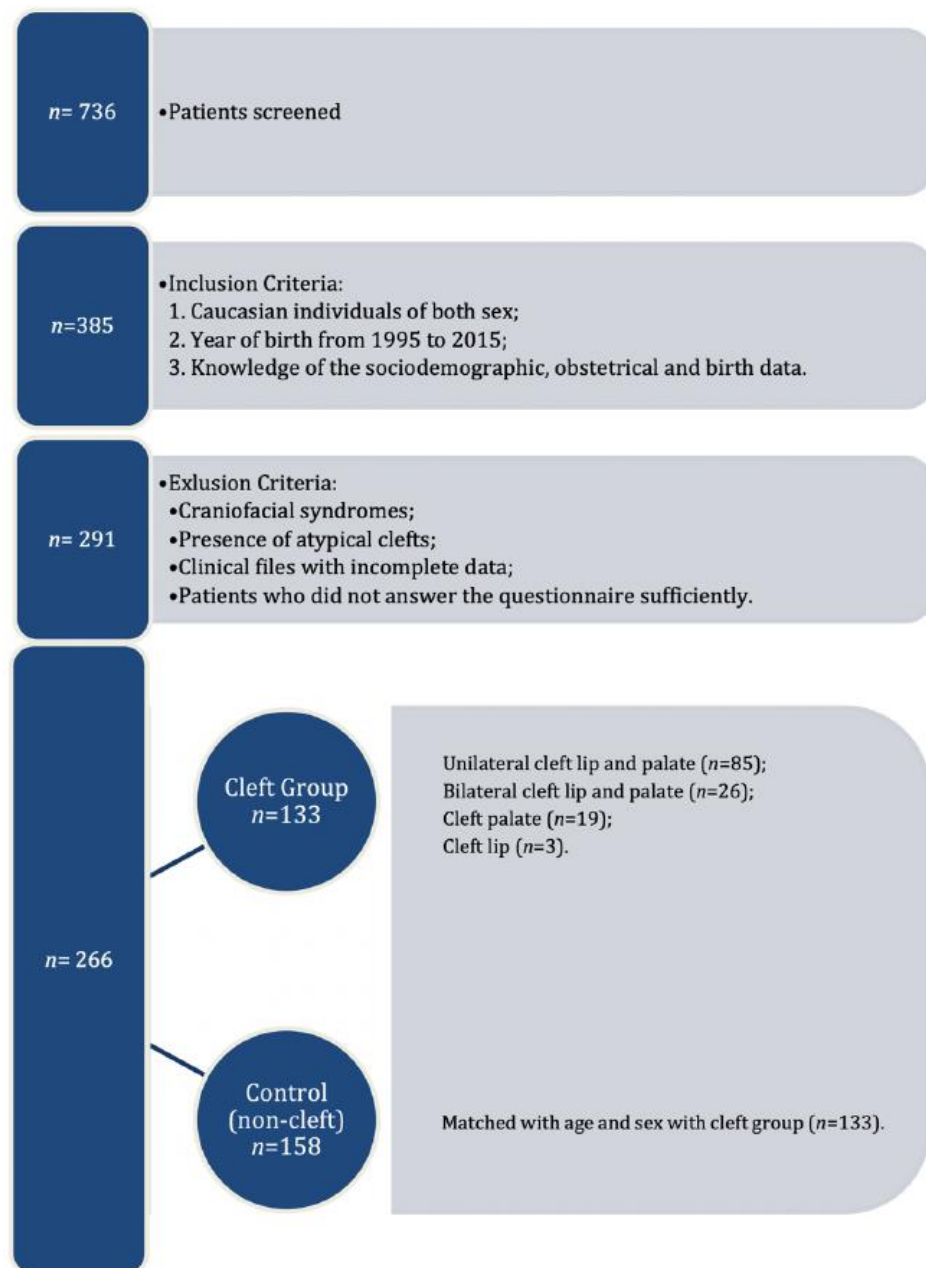 n= 736
•Patients screened
n=385
•Inclusion Criteria:
1. Caucasian individuals of both sex;
2. Year of birth from 1995 to 2015;
3. Knowledge of the sociodemographic, obstetrical and birth data.
n= 291
•Exlusion Criteria:
•Craniofacial syndromes;
•Presence of atypical clefts;
•Clinical files with incomplete data;
•Patients who did not answer the questionnaire sufficiently.
n= 266
Cleft Group
n=133
Unilateral cleft lip and palate (n=85);
Bilateral cleft lip and palate (n=26);
Cleft palate (n=19);
Cleft lip (n=3).
Control
(non-cleft)
n=158
Matched with age and sex with cleft group (n=133).